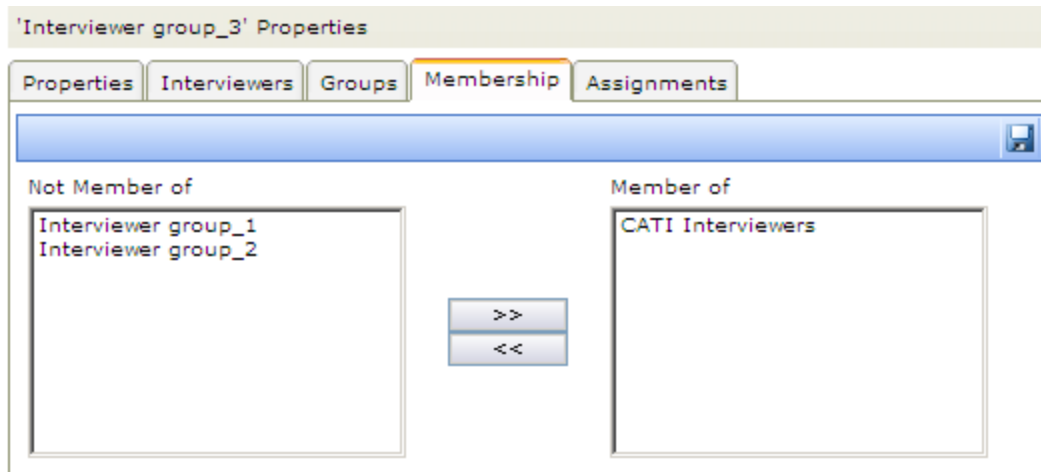 'Interviewer group_3' Properties
Properties Interviewers Groups Membership Assignments
Not Member of
Interviewer group_1
Interviewer group_2
>>
<<
Member of
CATI Interviewers